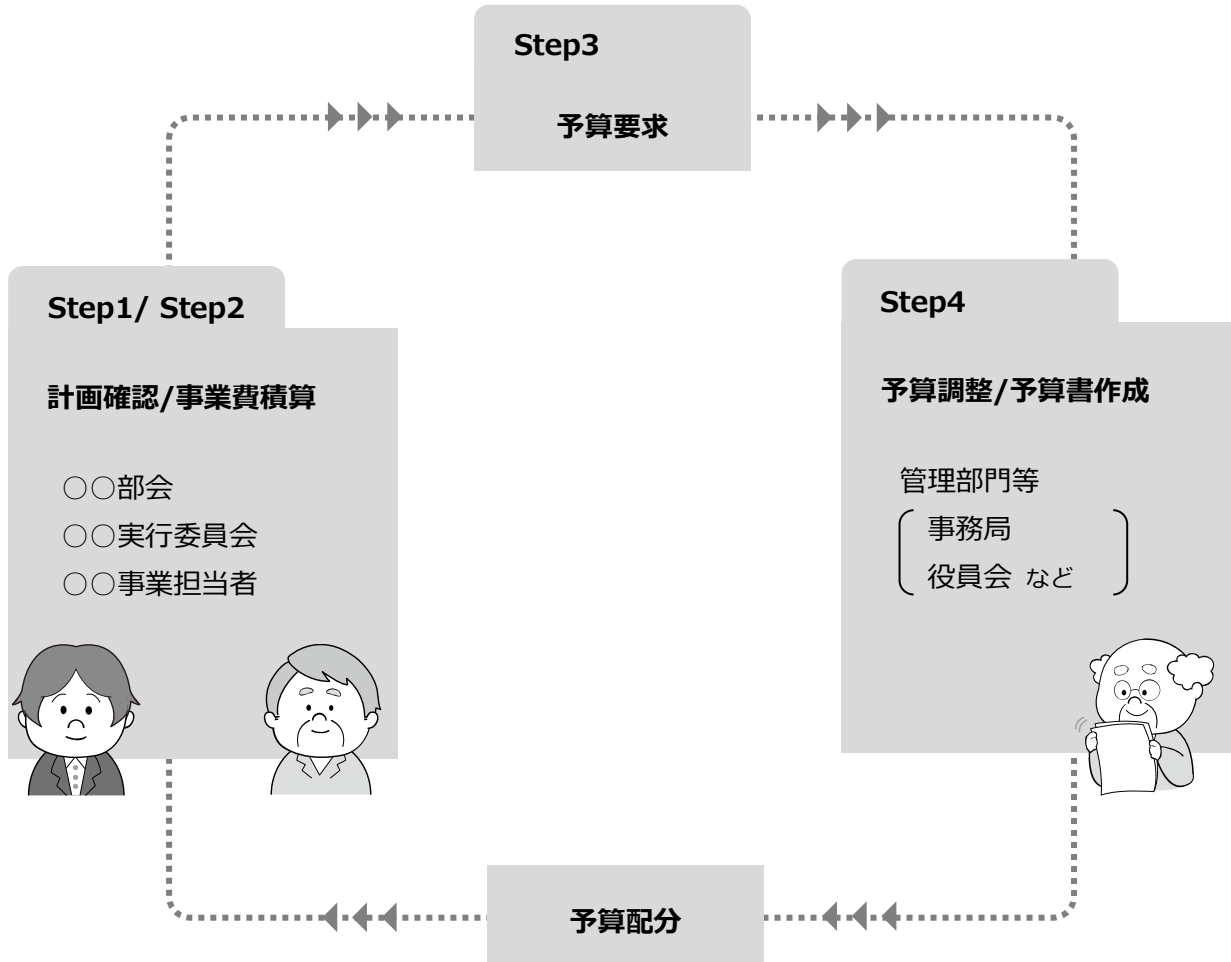 Step3
予算要求
Step1/ Step2
計画確認/事業費積算
○○部会
○○実行委員会
○○事業担当者
Step4
予算調整/予算書作成
管理部門等
事務局
役員会 など
予算配分